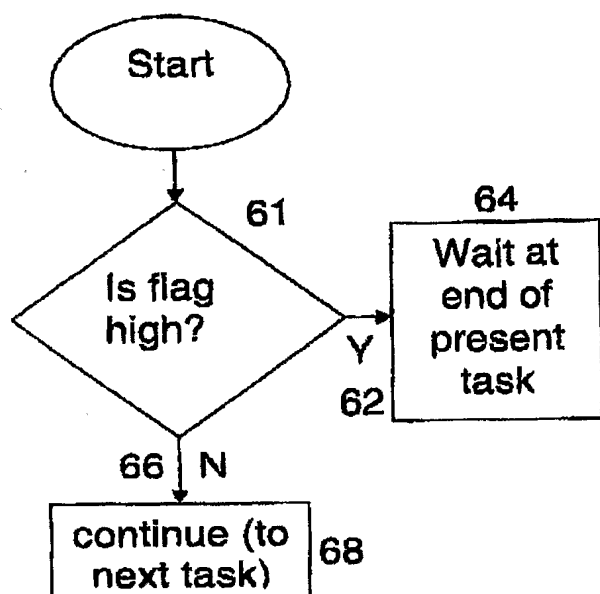 Start
61
Is flag
high?
Y
62
64
Wait at
end of
present
task
66 N
continue (to
next task)
68